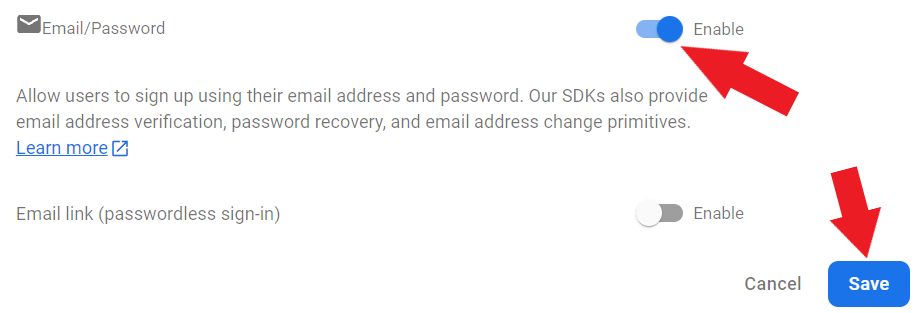 Email/Password
Enable
Allow users to sign up using their email address and password. Our SDKs also provide
email address verification, password recovery, and email address change primitives.
Learn more
Email link (passwordless sign-in)
Enable
Cancel
Save